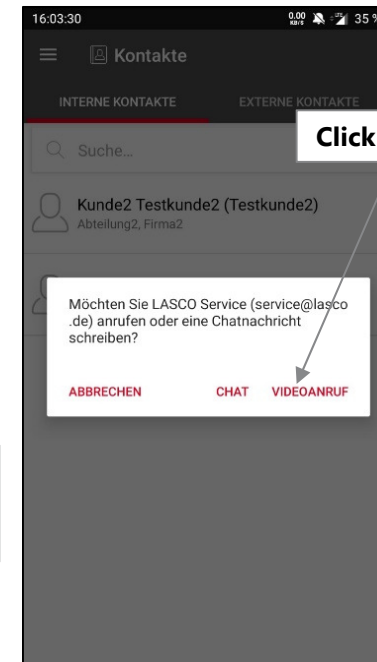 16:03:30 0.00 KB/S LTE 35 %
Kontakte
INTERNE KONTAKTE EXTERNE KONTAKTE
Click
Suche...
Kunde2 Testkunde2 (Testkunde2)
Abteilung2, Firma2
Möchten Sie LASCO Service (service@lasco
.de) anrufen oder eine Chatnachricht
schreiben?
ABBRECHEN CHAT VIDEOANRUF